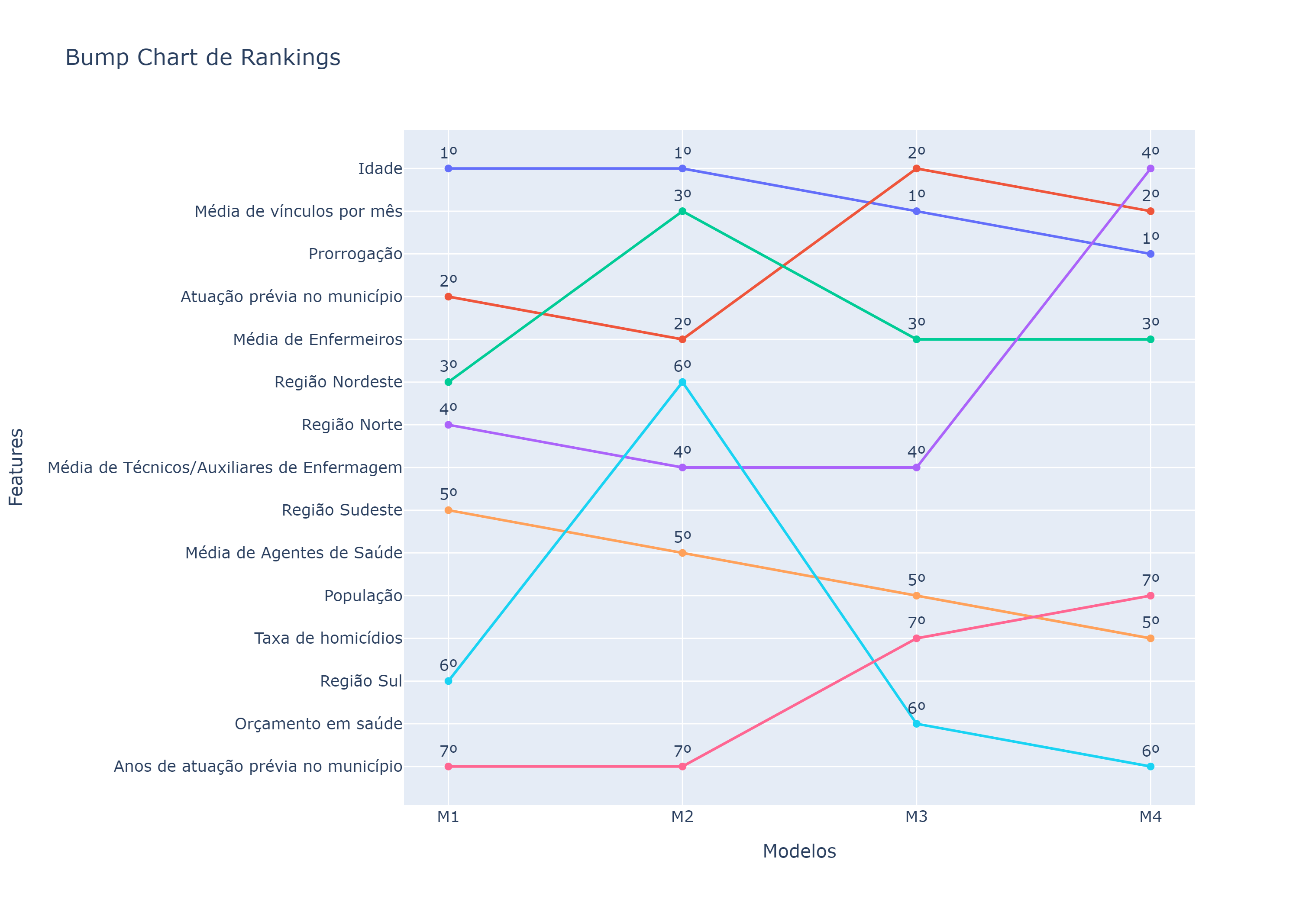 Bump Chart de Rankings
1º 1º 2º 4º
Idade
3º 1º 2º
Média de vínculos por mês
1º
Prorrogação
2º
Atuação prévia no município
2º 3º 3º
Média de Enfermeiros
3º 6º
Região Nordeste
4º
Região Norte
4º 4º
Média de Técnicos/Auxiliares de Enfermagem
5º
Região Sudeste
5º
Média de Agentes de Saúde
5º 7º
População
7º 5º
Taxa de homicídios
6º
Região Sul
6º
Orçamento em saúde
7º 7º 6º
Anos de atuação prévia no município
Features
M1 M2 M3 M4
Modelos